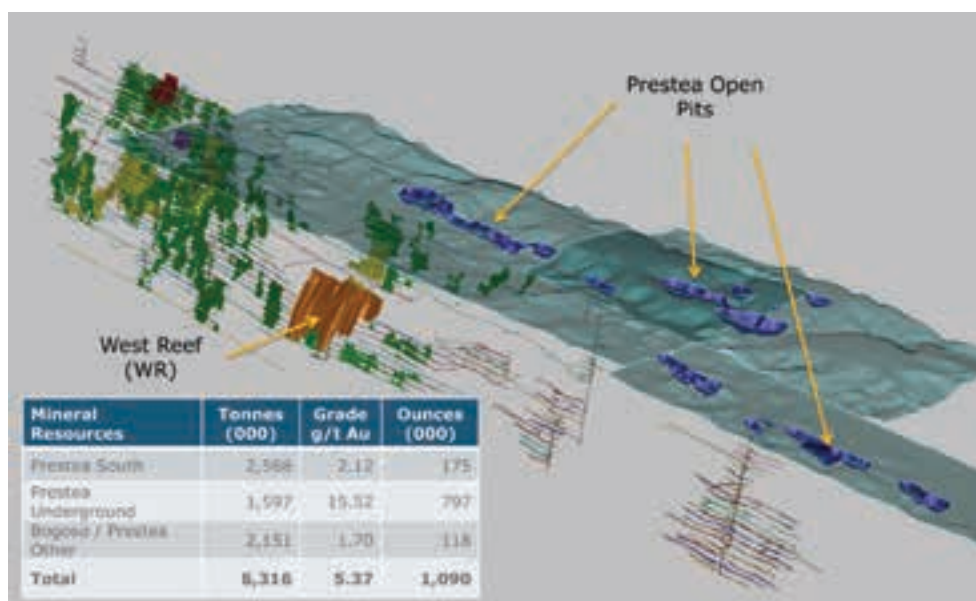 Prestea Open
Pits
West Reef
(WR)
Mineral Resources Tonnes (000) Grade g/t Au Ounces (000)
Prestea South 2,568 2.12 175
Prestea Underground 1,597 15.52 797
Bogoso / Prestea Other 2,151 1.70 118
Total 6,316 5.37 1,090